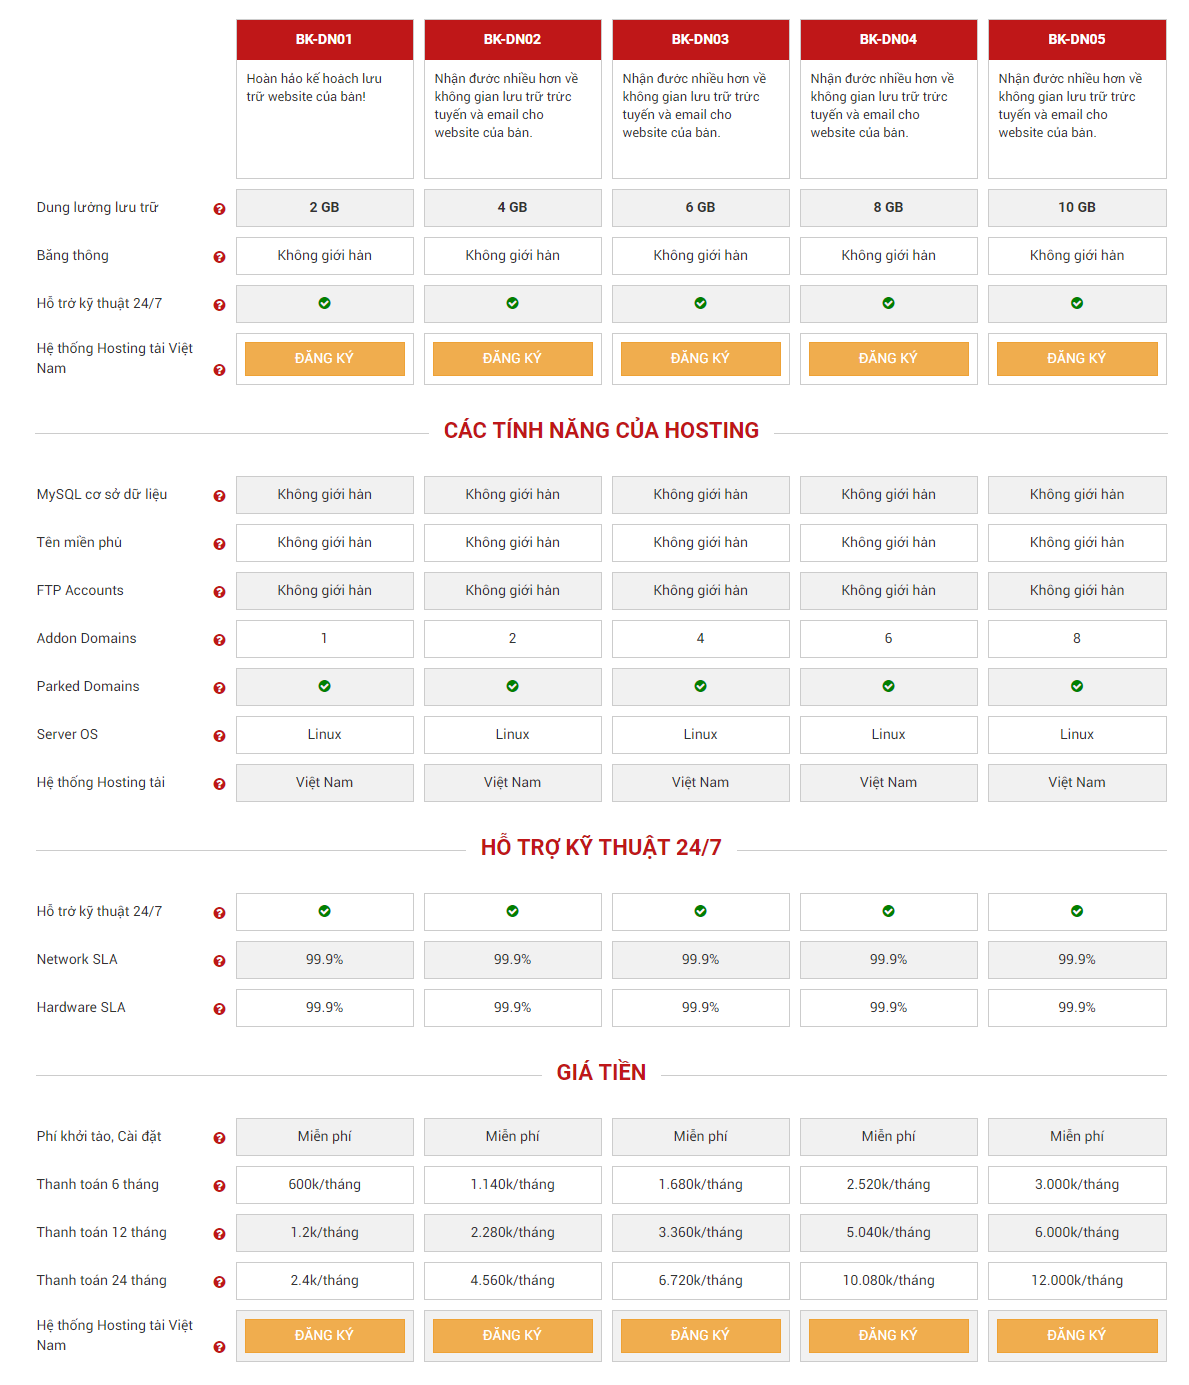 BK-DN01 BK-DN02 BK-DN03 BK-DN04 BK-DN05
Hoàn hảo kế hoạch lưu
trữ website của bạn!
Nhận được nhiều hơn về
không gian lưu trữ trực
tuyến và email cho
website của bạn.
Nhận được nhiều hơn về
không gian lưu trữ trực
tuyến và email cho
website của bạn.
Nhận được nhiều hơn về
không gian lưu trữ trực
tuyến và email cho
website của bạn.
Nhận được nhiều hơn về
không gian lưu trữ trực
tuyến và email cho
website của bạn.
Dung lượng lưu trữ 2 GB 4 GB 6 GB 8 GB 10 GB
Băng thông Không giới hạn Không giới hạn Không giới hạn Không giới hạn Không giới hạn
Hỗ trợ kỹ thuật 24/7
Hệ thống Hosting tại Việt
Nam
ĐĂNG KÝ ĐĂNG KÝ ĐĂNG KÝ ĐĂNG KÝ ĐĂNG KÝ
CÁC TÍNH NĂNG CỦA HOSTING
MySQL cơ sở dữ liệu Không giới hạn Không giới hạn Không giới hạn Không giới hạn Không giới hạn
Tên miền phụ Không giới hạn Không giới hạn Không giới hạn Không giới hạn Không giới hạn
FTP Accounts Không giới hạn Không giới hạn Không giới hạn Không giới hạn Không giới hạn
Addon Domains 1 2 4 6 8
Parked Domains
Server OS Linux Linux Linux Linux Linux
Hệ thống Hosting tại Việt Nam Việt Nam Việt Nam Việt Nam Việt Nam
HỖ TRỢ KỸ THUẬT 24/7
Hỗ trợ kỹ thuật 24/7
Network SLA 99.9% 99.9% 99.9% 99.9% 99.9%
Hardware SLA 99.9% 99.9% 99.9% 99.9% 99.9%
GIÁ TIỀN
Phí khởi tạo, Cài đặt Miễn phí Miễn phí Miễn phí Miễn phí Miễn phí
Thanh toán 6 tháng 600k/tháng 1.140k/tháng 1.680k/tháng 2.520k/tháng 3.000k/tháng
Thanh toán 12 tháng 1.2k/tháng 2.280k/tháng 3.360k/tháng 5.040k/tháng 6.000k/tháng
Thanh toán 24 tháng 2.4k/tháng 4.560k/tháng 6.720k/tháng 10.080k/tháng 12.000k/tháng
Hệ thống Hosting tại Việt
Nam
ĐĂNG KÝ ĐĂNG KÝ ĐĂNG KÝ ĐĂNG KÝ ĐĂNG KÝ